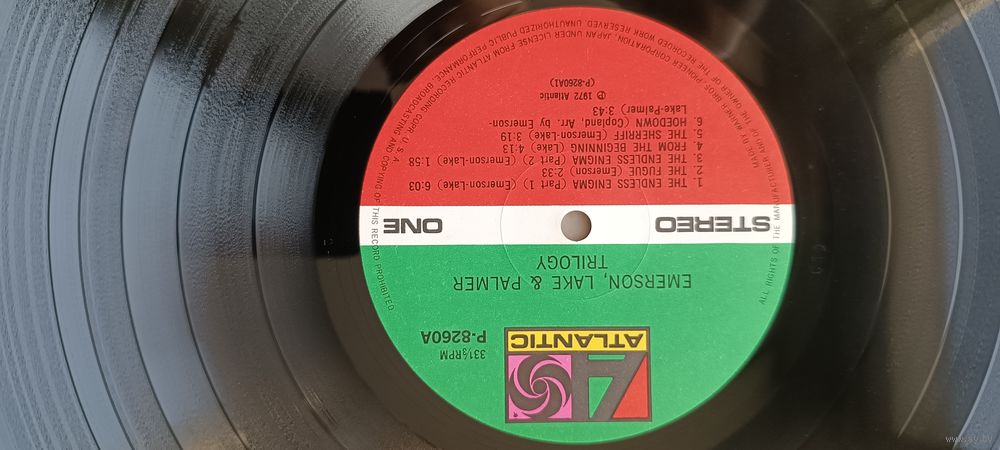 ATLANTIC
33⅓RPM
P-8260A
EMERSON, LAKE & PALMER
TRILOGY
STEREO
ONE
1. THE ENDLESS ENIGMA (Part 1) (Emerson-Lake) 6:03
2. THE FUGUE (Emerson) 2:33
3. THE ENDLESS ENIGMA (Part 2) (Emerson-Lake) 1:58
4. FROM THE BEGINNING (Lake) 4:13
5. THE SHERRIFF (Emerson-Lake) 3:19
6. HOEDOWN (Copland, Arr. by Emerson-
Lake-Palmer) 3:43
Ⓟ 1972 Atlantic
(P-8260A1)
MADE BY WARNER BROS.-PIONEER CORPORATION, JAPAN UNDER LICENSE FROM ATLANTIC RECORDING CORP. U.S.A.
ALL RIGHTS OF THE MANUFACTURER AND OF THE OWNER OF THE RECORDED WORK RESERVED. UNAUTHORIZED PUBLIC PERFORMANCE, BROADCASTING AND COPYING OF THIS RECORD PROHIBITED.
www.ay.by